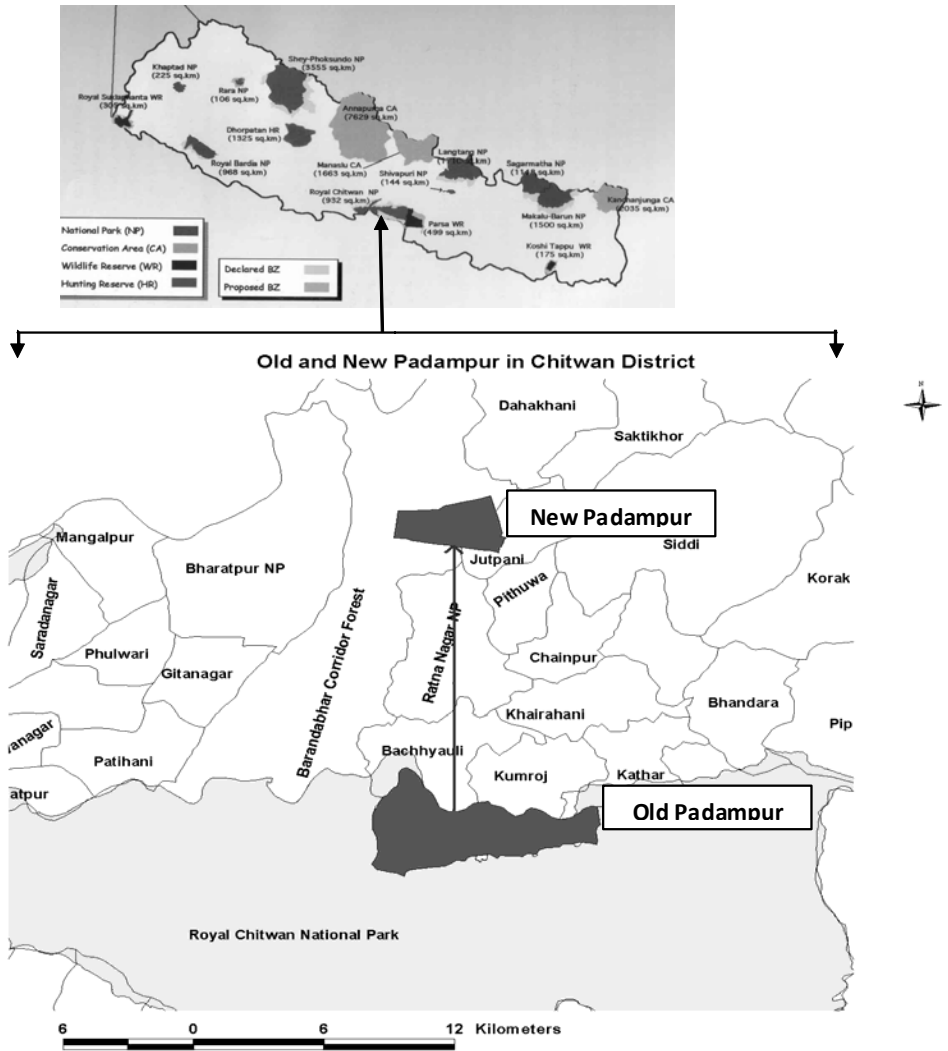 Shey-Phoksundo NP
(3555 sq.km)
Khaptad NP
(225 sq.km)
Rara NP
(106 sq.km)
Royal WR
Annapurna CA
(7629 sq.km)
Dhorpatan HR
(1325 sq.km)
Royal Bardia NP
(968 sq.km)
Manaslu CA
(1663 sq.km)
Langtang NP
Shivapuri NP
(144 sq.km)
Sagarmatha NP
Royal Chitwan NP
(932 sq.km)
Kanchanjunga CA
(2035 sq.km)
Makalu-Barun NP
(1500 sq.km)
Parsa WR
(499 sq.km)
Koshi Tappu WR
(175 sq.km)
National Park (NP)
Conservation Area (CA)
Wildlife Reserve (WR)
Hunting Reserve (HR)
Declared BZ
Proposed BZ
Old and New Padampur in Chitwan District
N
Dahakhani
Saktikhor
New Padampur
Mangalpur
Siddi
Jutpani
Bharatpur NP
Pithuwa
Korak
Saradanagar
Ratna Nagar NP
Phulwari
Chainpur
Gitanagar
Barandabhar Corridor Forest
Bhandara
Khairahani
Pip
vanagar
Bachhyauli
Patihani
Kumroj
Kathar
atpur
Old Padampur
Royal Chitwan National Park
6 0 6 12 Kilometers